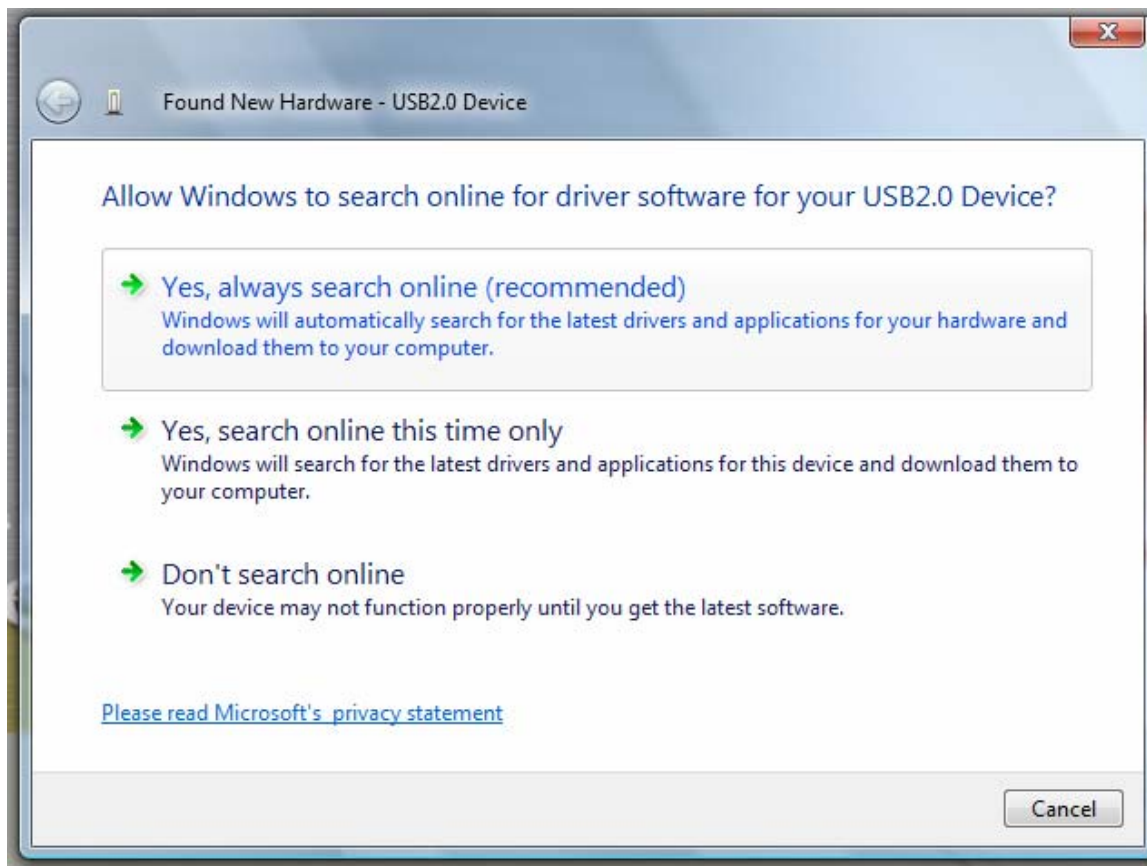 Found New Hardware - USB2.0 Device
Allow Windows to search online for driver software for your USB2.0 Device?
Yes, always search online (recommended)
Windows will automatically search for the latest drivers and applications for your hardware and
download them to your computer.
Yes, search online this time only
Windows will search for the latest drivers and applications for this device and download them to
your computer.
Don't search online
Your device may not function properly until you get the latest software.
Please read Microsoft's privacy statement
Cancel